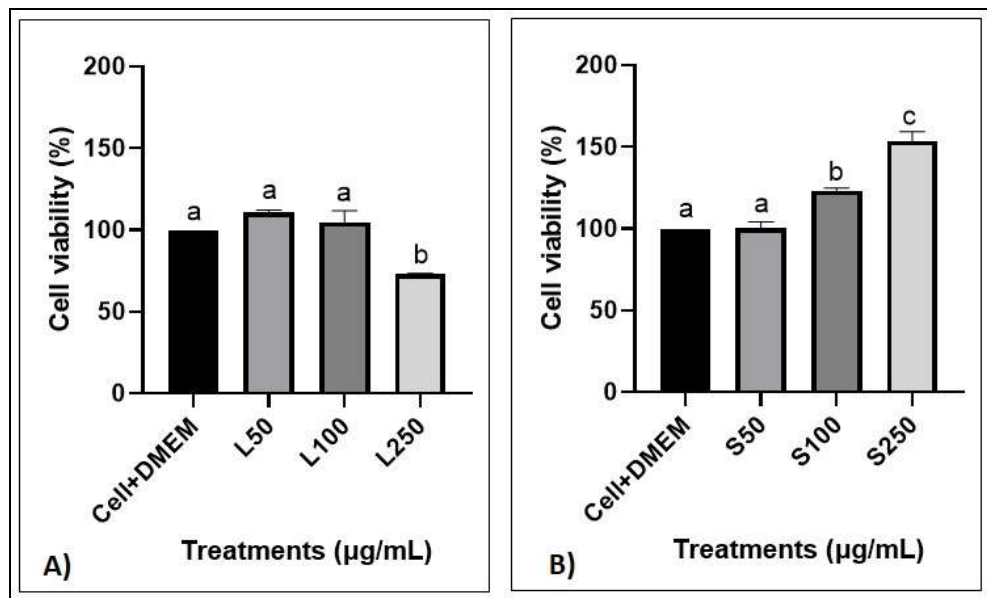 200
150
100
50
0
Cell viability (%)
a
a
a
b
Cell+DMEM
L50
L100
L250
Treatments (µg/mL)
A)
200
150
100
50
0
Cell viability (%)
a
a
b
c
Cell+DMEM
S50
S100
S250
Treatments (µg/mL)
B)